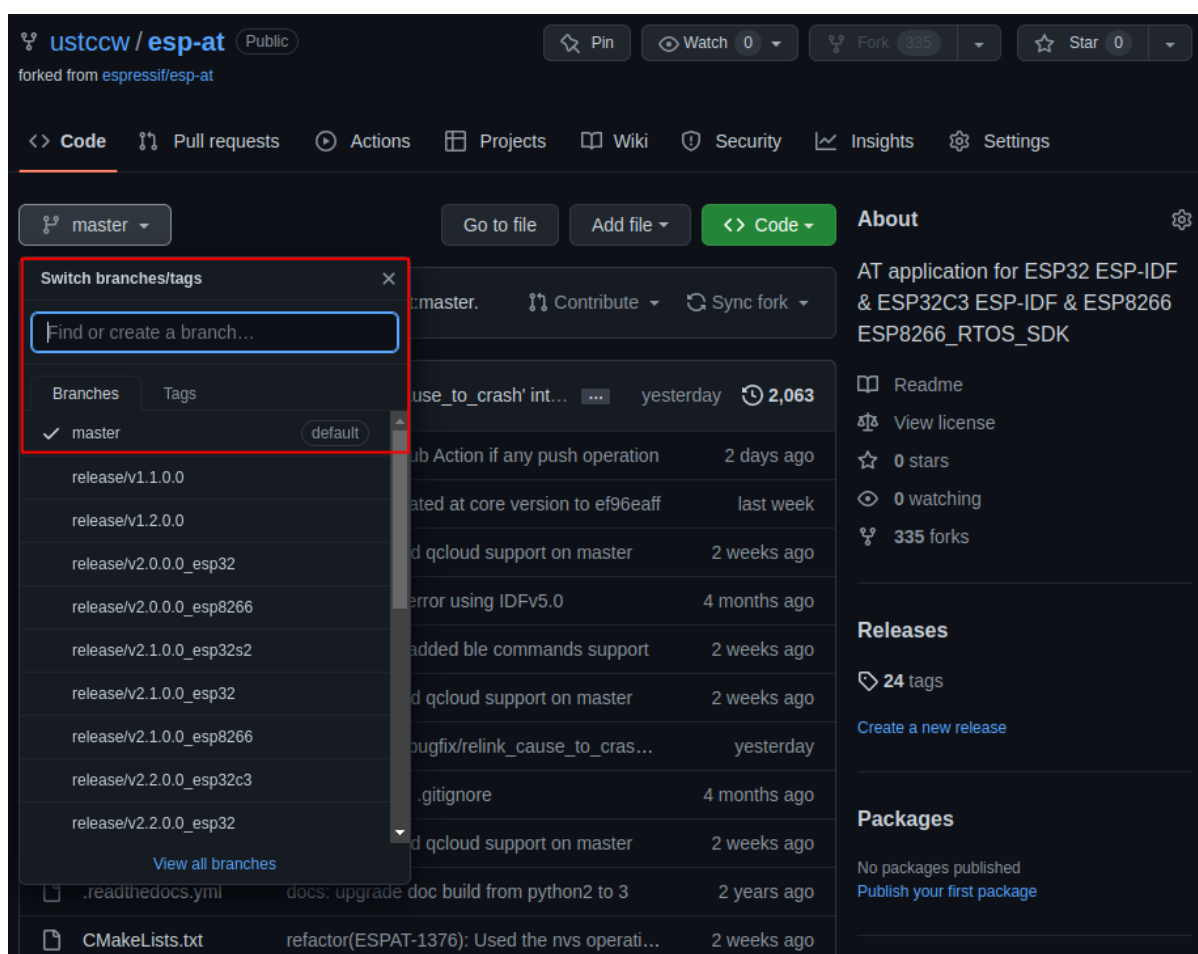 ustccw / esp-at Public
Pin
Watch 0
Fork 335
Star 0
forked from espressif/esp-at
Code
Pull requests
Actions
Projects
Wiki
Security
Insights
Settings
master
Go to file
Add file
Code
Switch branches/tags
Find or create a branch…
Branches
Tags
master default
release/v1.1.0.0
release/v1.2.0.0
release/v2.0.0.0_esp32
release/v2.0.0.0_esp8266
release/v2.1.0.0_esp32s2
release/v2.1.0.0_esp32
release/v2.1.0.0_esp8266
release/v2.2.0.0_esp32c3
release/v2.2.0.0_esp32
View all branches
:master. Contribute Sync fork
use_to_crash' int… ... yesterday 2,063
ub Action if any push operation 2 days ago
ated at core version to ef96eaff last week
d qcloud support on master 2 weeks ago
error using IDFv5.0 4 months ago
added ble commands support 2 weeks ago
d qcloud support on master 2 weeks ago
bugfix/relink_cause_to_cras… yesterday
.gitignore 4 months ago
d qcloud support on master 2 weeks ago
.readthedocs.yml docs: upgrade doc build from python2 to 3 2 years ago
CMakeLists.txt refactor(ESPAT-1376): Used the nvs operati… 2 weeks ago
About
AT application for ESP32 ESP-IDF
& ESP32C3 ESP-IDF & ESP8266
ESP8266_RTOS_SDK
Readme
View license
0 stars
0 watching
335 forks
Releases
24 tags
Create a new release
Packages
No packages published
Publish your first package